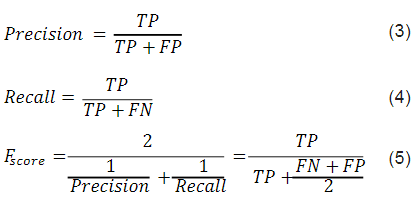 Precision = TP / (TP + FP) (3)
Recall = TP / (TP + FN) (4)
F_score = 2 / (1/Precision + 1/Recall) = TP / (TP + (FN + FP)/2) (5)